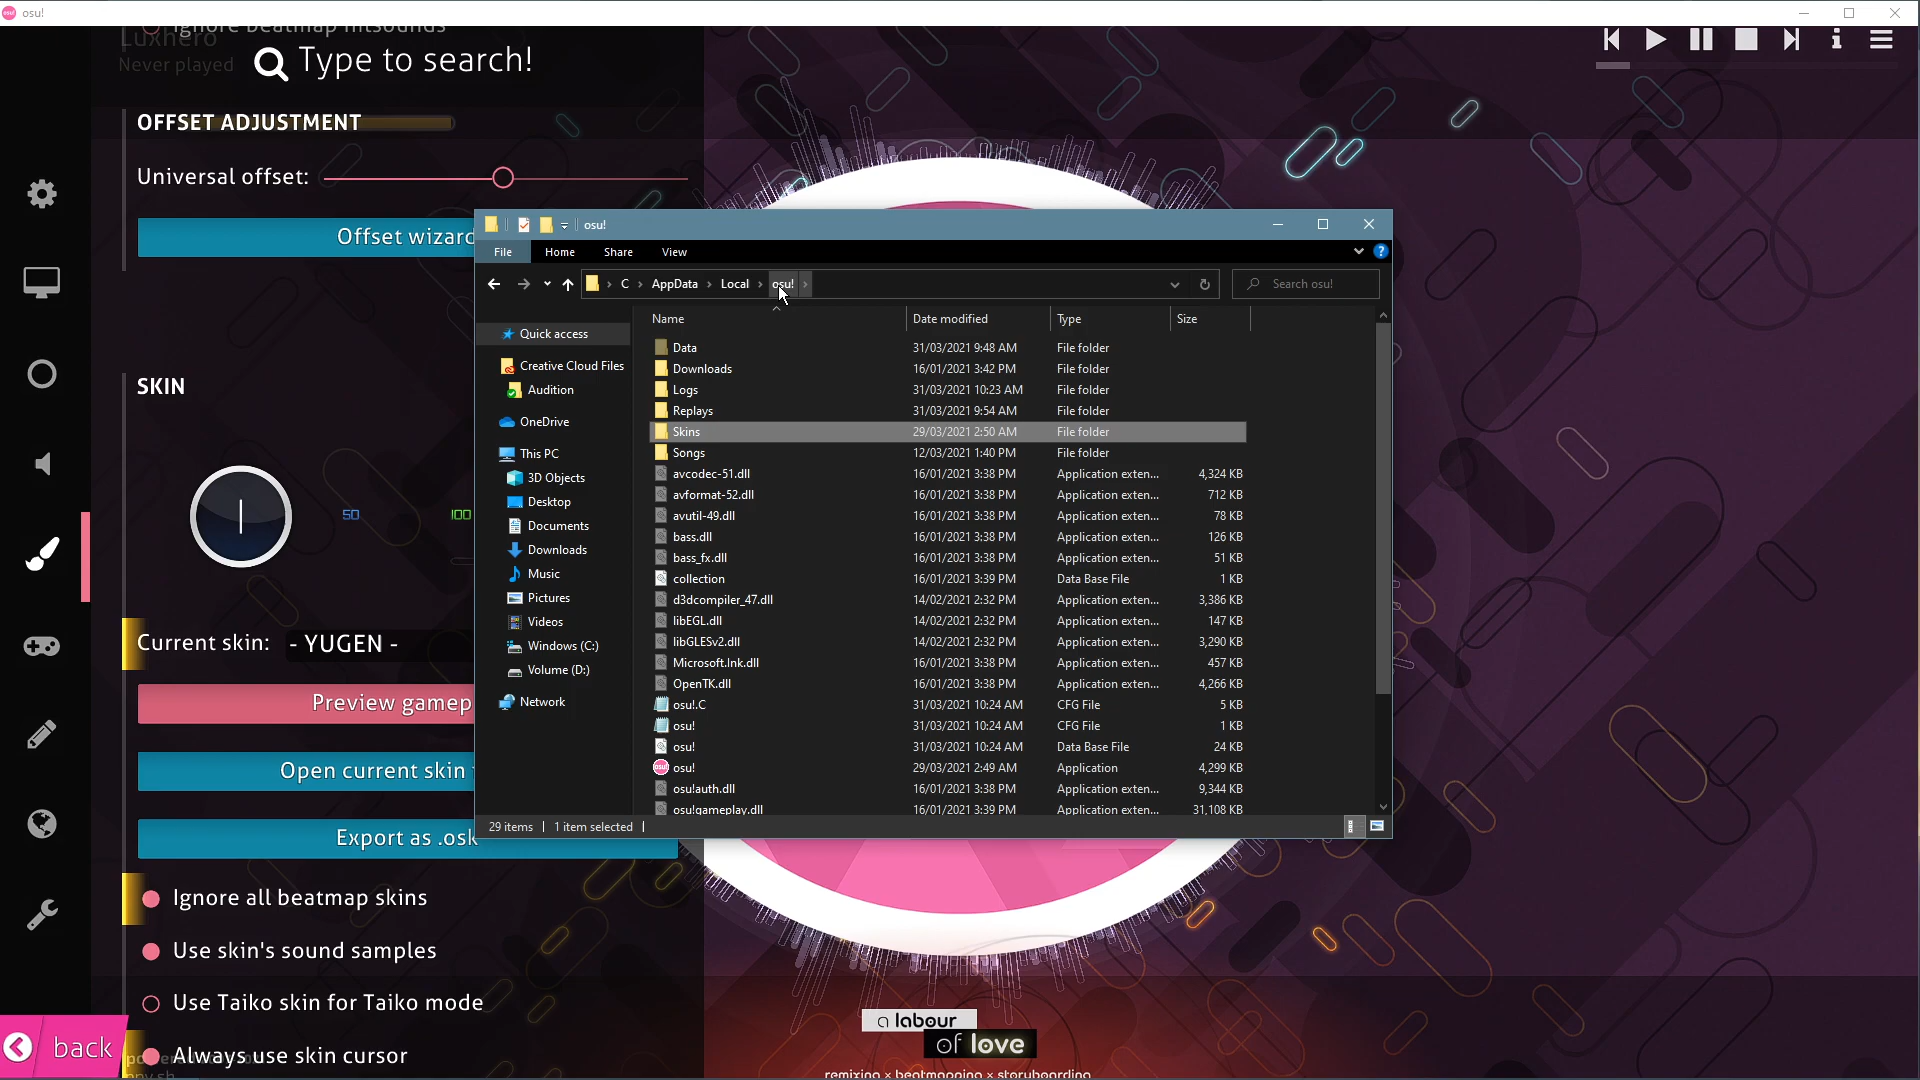 osu!
Ignore beatmap hitsounds
Luxhero
Never played
Type to search!
OFFSET ADJUSTMENT
Universal offset:
Offset wizard
SKIN
50
100
Current skin: - YUGEN -
Preview gamep
Open current skin
Export as .osk
Ignore all beatmap skins
Use skin's sound samples
Use Taiko skin for Taiko mode
Always use skin cursor
back
osu!
File Home Share View
C AppData Local osu!
Search osu!
Quick access
Creative Cloud Files
Audition
OneDrive
This PC
3D Objects
Desktop
Documents
Downloads
Music
Pictures
Videos
Windows (C:)
Volume (D:)
Network
Name Date modified Type Size
Data 31/03/2021 9:48 AM File folder
Downloads 16/01/2021 3:42 PM File folder
Logs 31/03/2021 10:23 AM File folder
Replays 31/03/2021 9:54 AM File folder
Skins 29/03/2021 2:50 AM File folder
Songs 12/03/2021 1:40 PM File folder
avcodec-51.dll 16/01/2021 3:38 PM Application exten... 4,324 KB
avformat-52.dll 16/01/2021 3:38 PM Application exten... 712 KB
avutil-49.dll 16/01/2021 3:38 PM Application exten... 78 KB
bass.dll 16/01/2021 3:38 PM Application exten... 126 KB
bass_fx.dll 16/01/2021 3:38 PM Application exten... 51 KB
collection 16/01/2021 3:39 PM Data Base File 1 KB
d3dcompiler_47.dll 14/02/2021 2:32 PM Application exten... 3,386 KB
libEGL.dll 14/02/2021 2:32 PM Application exten... 147 KB
libGLESv2.dll 14/02/2021 2:32 PM Application exten... 3,290 KB
Microsoft.Ink.dll 16/01/2021 3:38 PM Application exten... 457 KB
OpenTK.dll 16/01/2021 3:38 PM Application exten... 4,266 KB
osu!.C 31/03/2021 10:24 AM CFG File 5 KB
osu! 31/03/2021 10:24 AM CFG File 1 KB
osu! 31/03/2021 10:24 AM Data Base File 24 KB
osu! 29/03/2021 2:49 AM Application 4,299 KB
osu!auth.dll 16/01/2021 3:38 PM Application exten... 9,344 KB
osu!gameplay.dll 16/01/2021 3:39 PM Application exten... 31,108 KB
29 items 1 item selected
a labour
of love
remixing × beatmapping × storyboarding